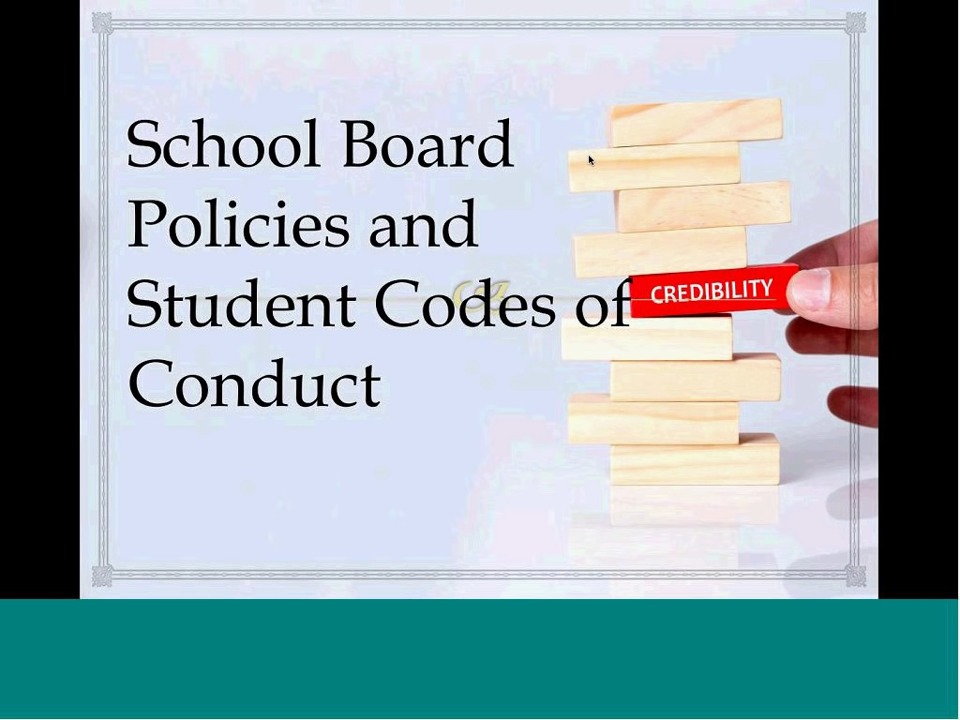 School Board
Policies and
Student Codes of
Conduct
CREDIBILITY